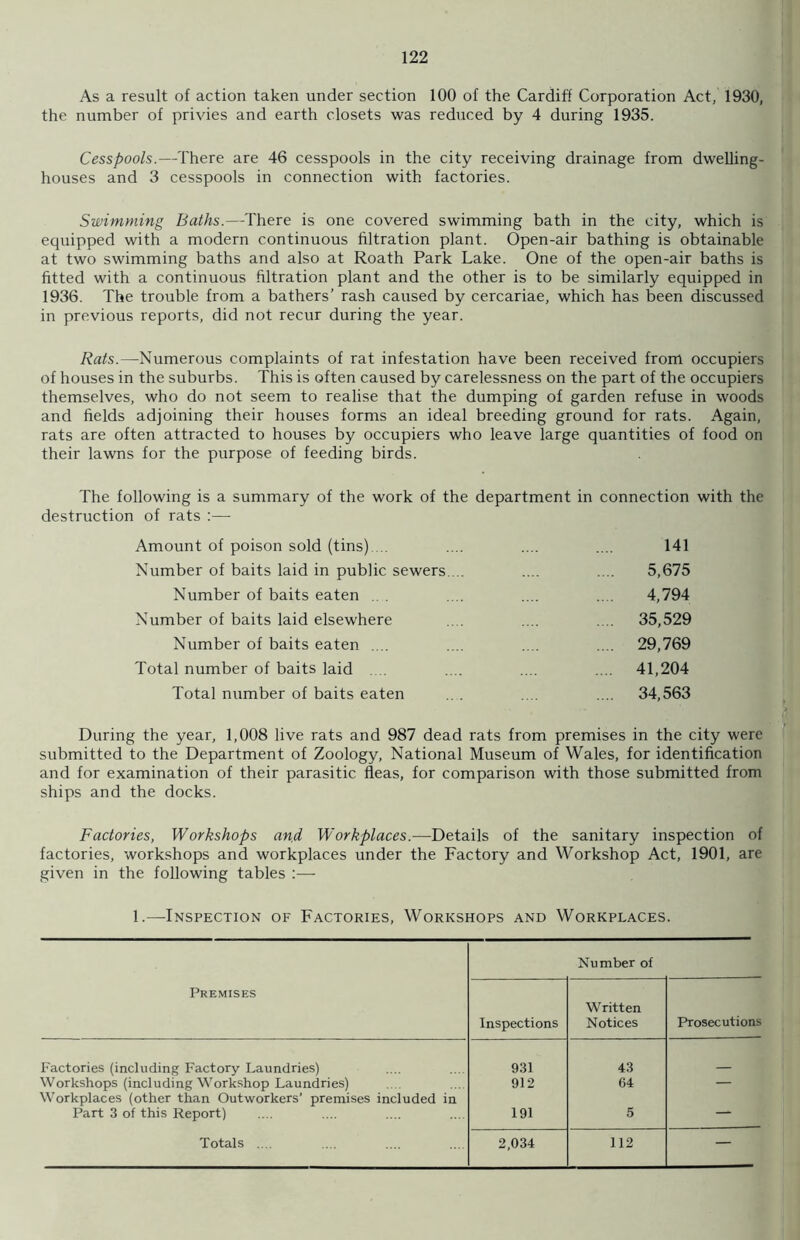 122
As a result of action taken under section 100 of the Cardiff Corporation Act, 1930,
the number of privies and earth closets was reduced by 4 during 1935.
Cesspools.—There are 46 cesspools in the city receiving drainage from dwelling-
houses and 3 cesspools in connection with factories.
Swimming Baths.—There is one covered swimming bath in the city, which is
equipped with a modern continuous filtration plant. Open-air bathing is obtainable
at two swimming baths and also at Roath Park Lake. One of the open-air baths is
fitted with a continuous filtration plant and the other is to be similarly equipped in
1936. The trouble from a bathers' rash caused by cercariae, which has been discussed
in previous reports, did not recur during the year.
Rats.—Numerous complaints of rat infestation have been received from occupiers
of houses in the suburbs. This is often caused by carelessness on the part of the occupiers
themselves, who do not seem to realise that the dumping of garden refuse in woods
and fields adjoining their houses forms an ideal breeding ground for rats. Again,
rats are often attracted to houses by occupiers who leave large quantities of food on
their lawns for the purpose of feeding birds.
The following is a summary of the work of the department in connection with the
destruction of rats :—
Amount of poison sold (tins) .... .... .... .... 141
Number of baits laid in public sewers .... .... .... 5,675
Number of baits eaten .... .... .... .... 4,794
Number of baits laid elsewhere .... .... .... 35,529
Number of baits eaten .... .... .... .... 29,769
Total number of baits laid .... .... .... .... 41,204
Total number of baits eaten .... .... .... 34,563
During the year, 1,008 live rats and 987 dead rats from premises in the city were
submitted to the Department of Zoology, National Museum of Wales, for identification
and for examination of their parasitic fleas, for comparison with those submitted from
ships and the docks.
Factories, Workshops and Workplaces.—Details of the sanitary inspection of
factories, workshops and workplaces under the Factory and Workshop Act, 1901, are
given in the following tables :—
1.—Inspection of Factories, Workshops and Workplaces.
Number of
Premises
Written
Inspections Notices Prosecutions
Factories (including Factory Laundries) .... .... 931 43 —
Workshops (including Workshop Laundries) .... .... 912 64 —
Workplaces (other than Outworkers' premises included in
Part 3 of this Report) .... .... .... .... 191 5 —
Totals .... .... .... .... 2,034 112 —